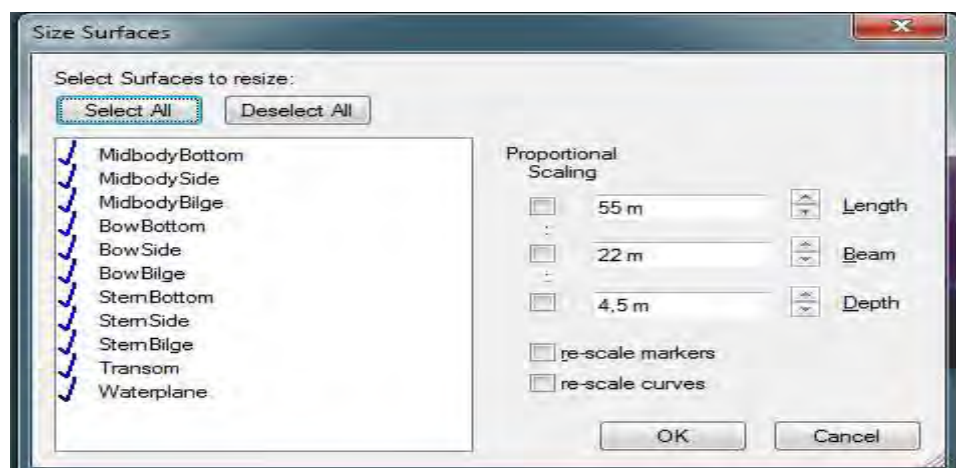 Size Surfaces
Select Surfaces to resize:
Select All
Deselect All
MidbodyBottom
MidbodySide
MidbodyBilge
BowBottom
BowSide
BowBilge
SternBottom
SternSide
SternBilge
Transom
Waterplane
Proportional
Scaling
55 m
Length
:
22 m
Beam
:
4,5 m
Depth
re-scale markers
re-scale curves
OK
Cancel